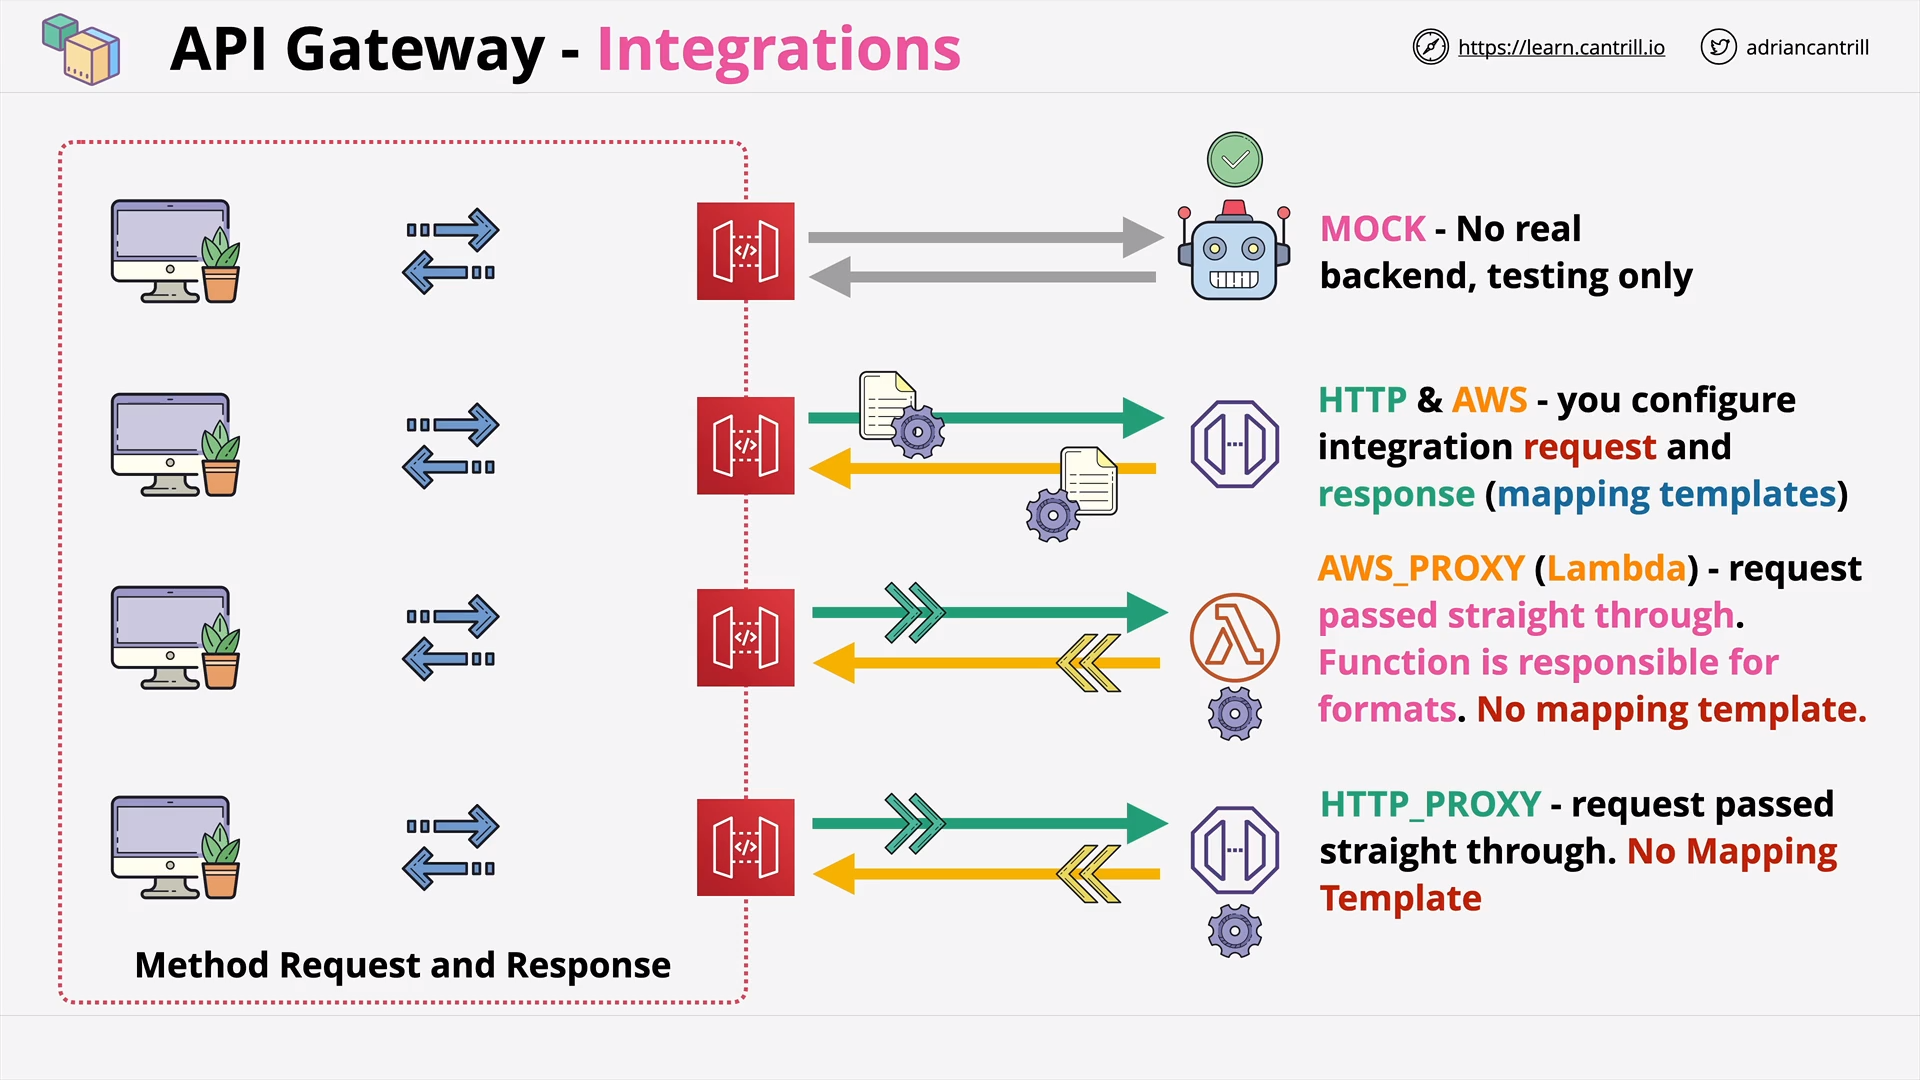 API Gateway - Integrations
https://learn.cantrill.io
adriancantrill
MOCK - No real
backend, testing only
HTTP & AWS - you configure
integration request and
response (mapping templates)
AWS_PROXY (Lambda) - request
passed straight through.
Function is responsible for
formats. No mapping template.
HTTP_PROXY - request passed
straight through. No Mapping
Template
Method Request and Response